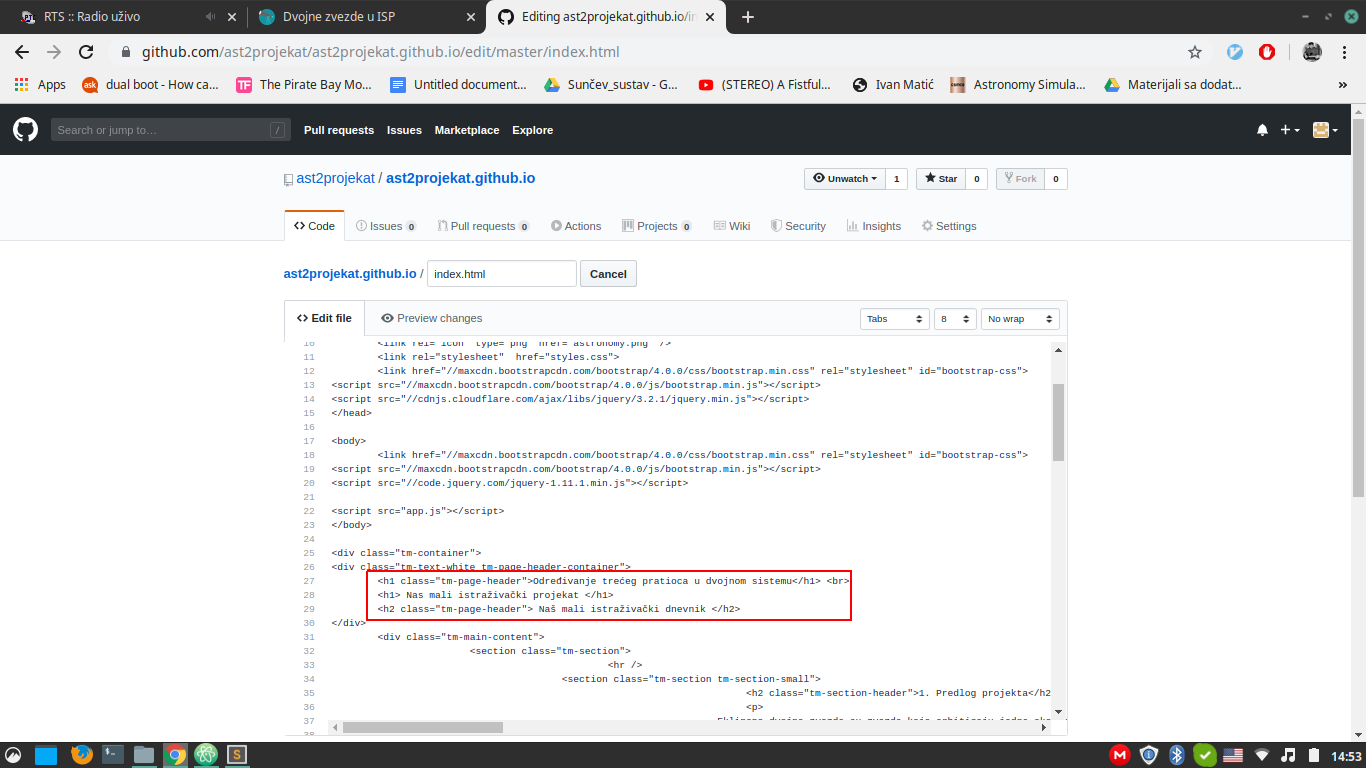 RTS :: Radio uživo
Dvojne zvezde u ISP
Editing ast2projekat.github.io/in
github.com/ast2projekat/ast2projekat.github.io/edit/master/index.html
Apps
ask
dual boot - How ca...
TF
The Pirate Bay Mo...
Untitled document...
Sunčev_sustav - G...
(STEREO) A Fistful...
Ivan Matić
Astronomy Simula...
Materijali sa dodat...
»
Search or jump to…
/
Pull requests
Issues
Marketplace
Explore
ast2projekat / ast2projekat.github.io
Unwatch 1
Star 0
Fork 0
Code
Issues 0
Pull requests 0
Actions
Projects 0
Wiki
Security
Insights
Settings
ast2projekat.github.io / index.html Cancel
<> Edit file
Preview changes
Tabs
8
No wrap
10 <link rel="icon" type="png" href="astronomy.png" />
11 <link rel="stylesheet"  href="styles.css">
12 <link href="//maxcdn.bootstrapcdn.com/bootstrap/4.0.0/css/bootstrap.min.css" rel="stylesheet" id="bootstrap-css">
13 <script src="//maxcdn.bootstrapcdn.com/bootstrap/4.0.0/js/bootstrap.min.js"></script>
14 <script src="//cdnjs.cloudflare.com/ajax/libs/jquery/3.2.1/jquery.min.js"></script>
15 </head>
16
17 <body>
18 <link href="//maxcdn.bootstrapcdn.com/bootstrap/4.0.0/css/bootstrap.min.css" rel="stylesheet" id="bootstrap-css">
19 <script src="//maxcdn.bootstrapcdn.com/bootstrap/4.0.0/js/bootstrap.min.js"></script>
20 <script src="//code.jquery.com/jquery-1.11.1.min.js"></script>
21
22 <script src="app.js"></script>
23 </body>
24
25 <div class="tm-container">
26 <div class="tm-text-white tm-page-header-container">
27 <h1 class="tm-page-header">Određivanje trećeg pratioca u dvojnom sistemu</h1> <br>
28 <h1> Nas mali istraživački projekat </h1>
29 <h2 class="tm-page-header"> Naš mali istraživački dnevnik </h2>
30 </div>
31 <div class="tm-main-content">
32 <section class="tm-section">
33 <hr />
34 <section class="tm-section tm-section-small">
35 <h2 class="tm-section-header">1. Predlog projekta</h2
36 <p>
37
38
14:53